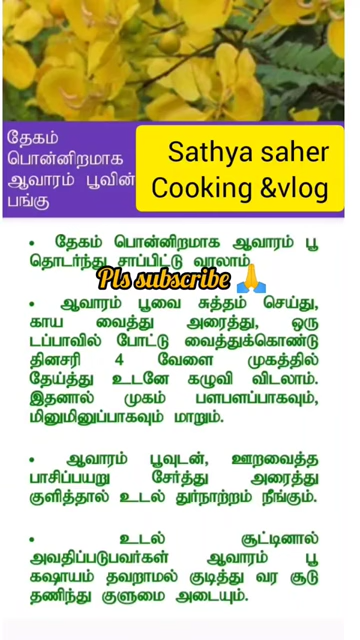 தேகம்
பொன்னிறமாக
ஆவாரம் பூவின்
பங்கு
Sathya saher
Cooking &vlog
• தேகம் பொன்னிறமாக ஆவாரம் பூ
தொடர்ந்து சாப்பிட்டு வரலாம்
Pls subscribe 🙏
• ஆவாரம் பூவை சுத்தம் செய்து,
காய வைத்து அரைத்து, ஒரு
டப்பாவில் போட்டு வைத்துக்கொண்டு
தினசரி 4 வேளை முகத்தில்
தேய்த்து உடனே கழுவி விடலாம்.
இதனால் முகம் பளபளப்பாகவும்,
மினுமினுப்பாகவும் மாறும்.
• ஆவாரம் பூவுடன், ஊறவைத்த
பாசிப்பயறு சேர்த்து அரைத்து
குளித்தால் உடல் துர்நாற்றம் நீங்கும்.
• உடல் சூட்டினால்
அவதிப்படுபவர்கள் ஆவாரம் பூ
கஷாயம் தவறாமல் குடித்து வர சூடு
தணிந்து குளுமை அடையும்.